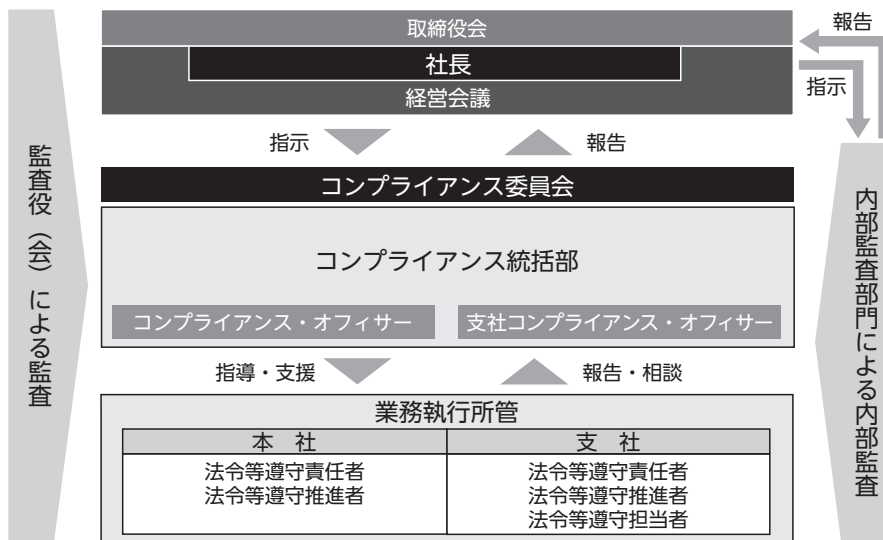 取締役会
社長
経営会議
報告
指示
指示
報告
コンプライアンス委員会
コンプライアンス統括部
コンプライアンス・オフィサー
支社コンプライアンス・オフィサー
指導・支援
報告・相談
業務執行所管
本　社
支　社
法令等遵守責任者
法令等遵守推進者
法令等遵守責任者
法令等遵守推進者
法令等遵守担当者
監査役（会）による監査
内部監査部門による内部監査